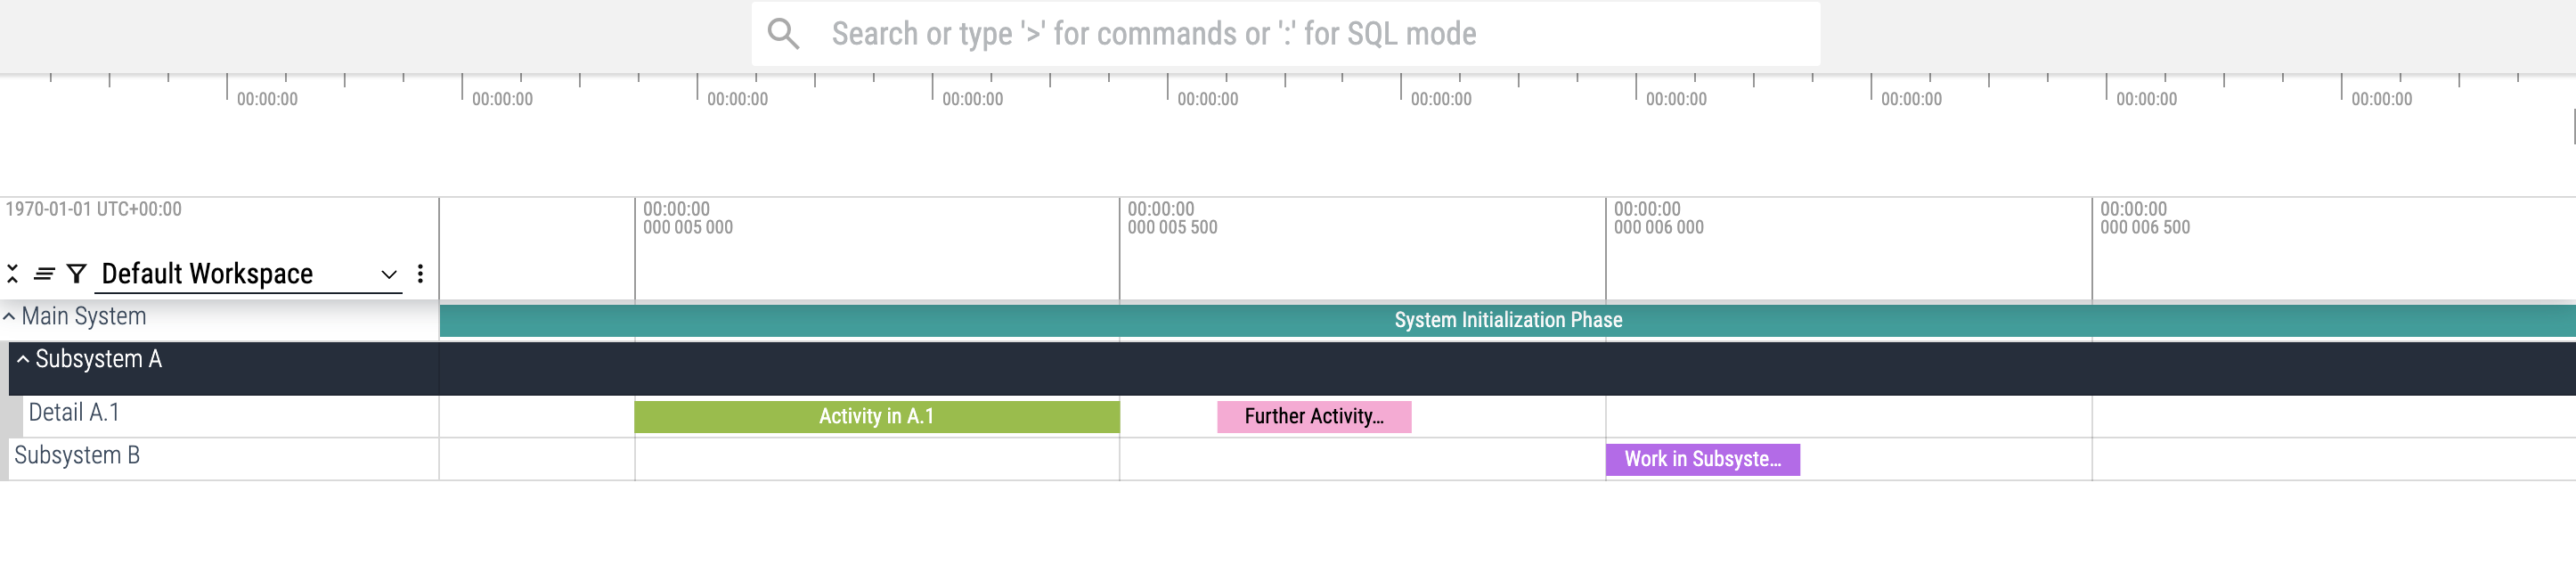 Search or type '>' for commands or ':' for SQL mode
00:00:00 00:00:00 00:00:00 00:00:00 00:00:00 00:00:00 00:00:00 00:00:00 00:00:00 00:00:00
1970-01-01 UTC+00:00
00:00:00
000 005 000
00:00:00
000 005 500
00:00:00
000 006 000
00:00:00
000 006 500
Default Workspace
Main System
System Initialization Phase
Subsystem A
Detail A.1
Activity in A.1
Further Activity...
Subsystem B
Work in Subsyste...